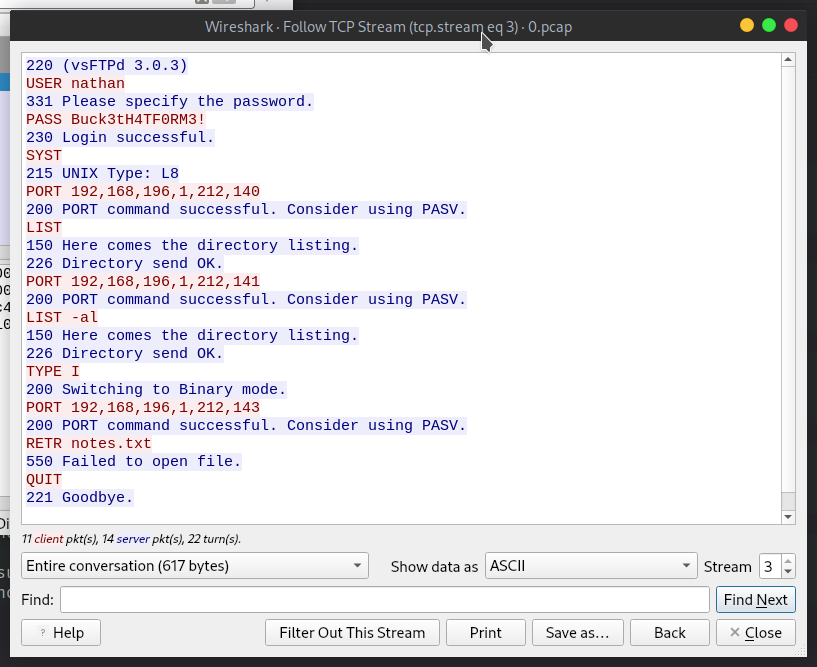 Wireshark · Follow TCP Stream (tcp.stream eq 3) · 0.pcap
220 (vsFTPd 3.0.3)
USER nathan
331 Please specify the password.
PASS Buck3tH4TF0RM3!
230 Login successful.
SYST
215 UNIX Type: L8
PORT 192,168,196,1,212,140
200 PORT command successful. Consider using PASV.
LIST
150 Here comes the directory listing.
226 Directory send OK.
PORT 192,168,196,1,212,141
200 PORT command successful. Consider using PASV.
LIST -al
150 Here comes the directory listing.
226 Directory send OK.
TYPE I
200 Switching to Binary mode.
PORT 192,168,196,1,212,143
200 PORT command successful. Consider using PASV.
RETR notes.txt
550 Failed to open file.
QUIT
221 Goodbye.
11 client pkt(s), 14 server pkt(s), 22 turn(s).
Entire conversation (617 bytes) Show data as ASCII Stream 3
Find: Find Next
? Help Filter Out This Stream Print Save as… Back Close